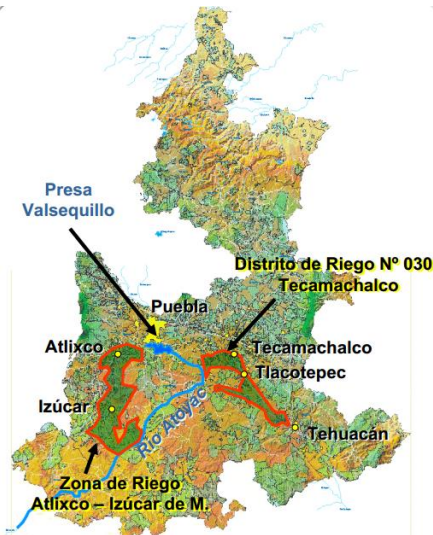 Presa
Valsequillo
Distrito de Riego Nº 030
Tecamachalco
Puebla
Atlixco
Tecamachalco
Tlacotepec
Izúcar
Río Atoyac
Tehuacán
Zona de Riego
Atlixco – Izúcar de M.